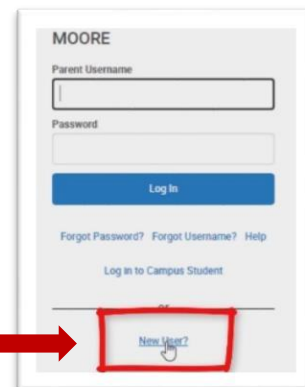 MOORE
Parent Username
Password
Log In
Forgot Password? Forgot Username? Help
Log in to Campus Student
or
New User?